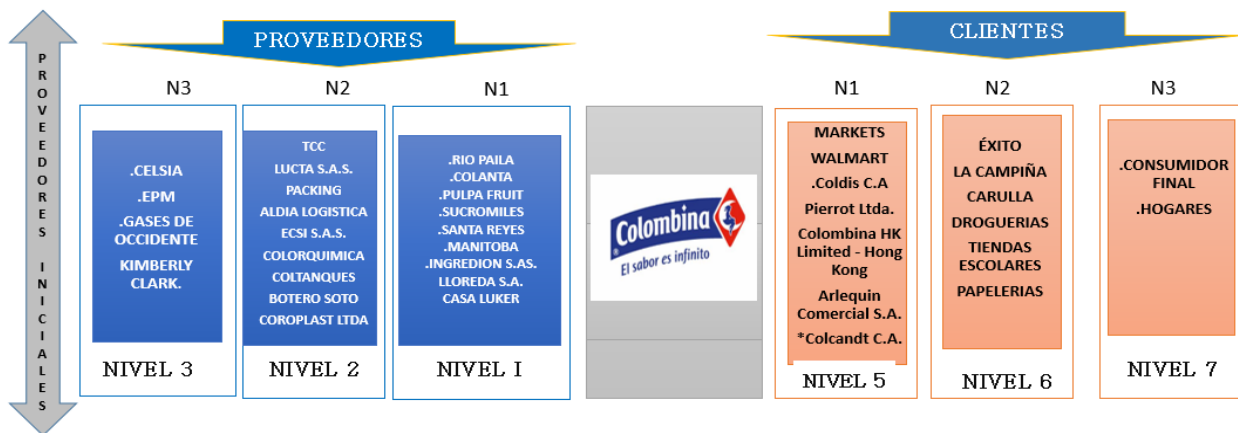 PROVEEDORES INICIALES
PROVEEDORES
CLIENTES
N3
N2
N1
N1
N2
N3
.CELSIA
.EPM
.GASES DE
OCCIDENTE
KIMBERLY
CLARK.
NIVEL 3
TCC
LUCTA S.A.S.
PACKING
ALDIA LOGISTICA
ECSI S.A.S.
COLORQUIMICA
COLTANQUES
BOTERO SOTO
COROPLAST LTDA
NIVEL 2
.RIO PAILA
.COLANTA
.PULPA FRUIT
.SUCROMILES
.SANTA REYES
.MANITOBA
.INGREDION S.AS.
LLOREDA S.A.
CASA LUKER
NIVEL I
Colombina
®
El sabor es infinito
MARKETS
WALMART
.Coldis C.A
Pierrot Ltda.
Colombina HK
Limited - Hong
Kong
Arlequin
Comercial S.A.
*Colcandt C.A.
NIVEL 5
ÉXITO
LA CAMPIÑA
CARULLA
DROGUERIAS
TIENDAS
ESCOLARES
PAPELERIAS
NIVEL 6
.CONSUMIDOR
FINAL
.HOGARES
NIVEL 7